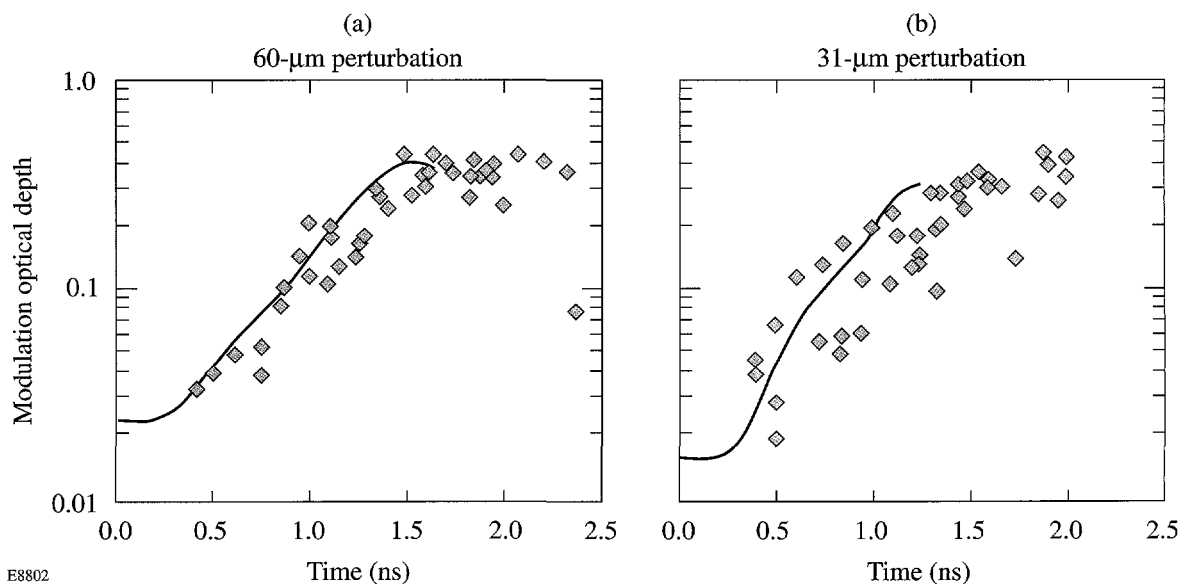 (a)
60-μm perturbation
(b)
31-μm perturbation
Modulation optical depth
1.0
0.1
0.01
0.0 0.5 1.0 1.5 2.0 2.5
0.0 0.5 1.0 1.5 2.0 2.5
Time (ns)
Time (ns)
E8802